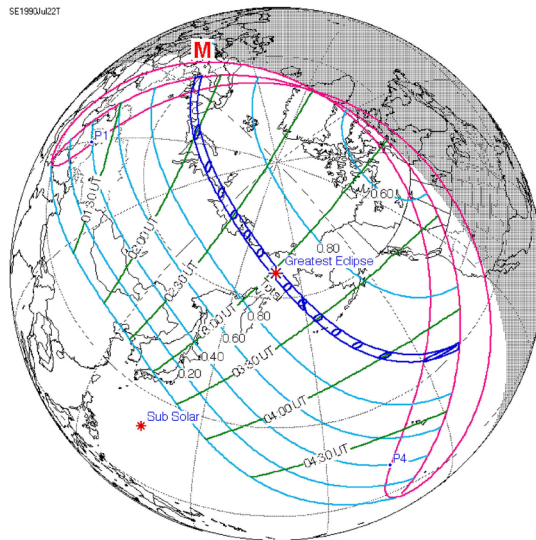 SE1990Jul22T
M
P1
0.60
01:30 UT
02:00 UT
02:30 UT
0.80
Greatest Eclipse
03:00 UT
0.80
0.60
03:30 UT
0.40
0.20
04:00 UT
Sub Solar
04:30 UT
P4